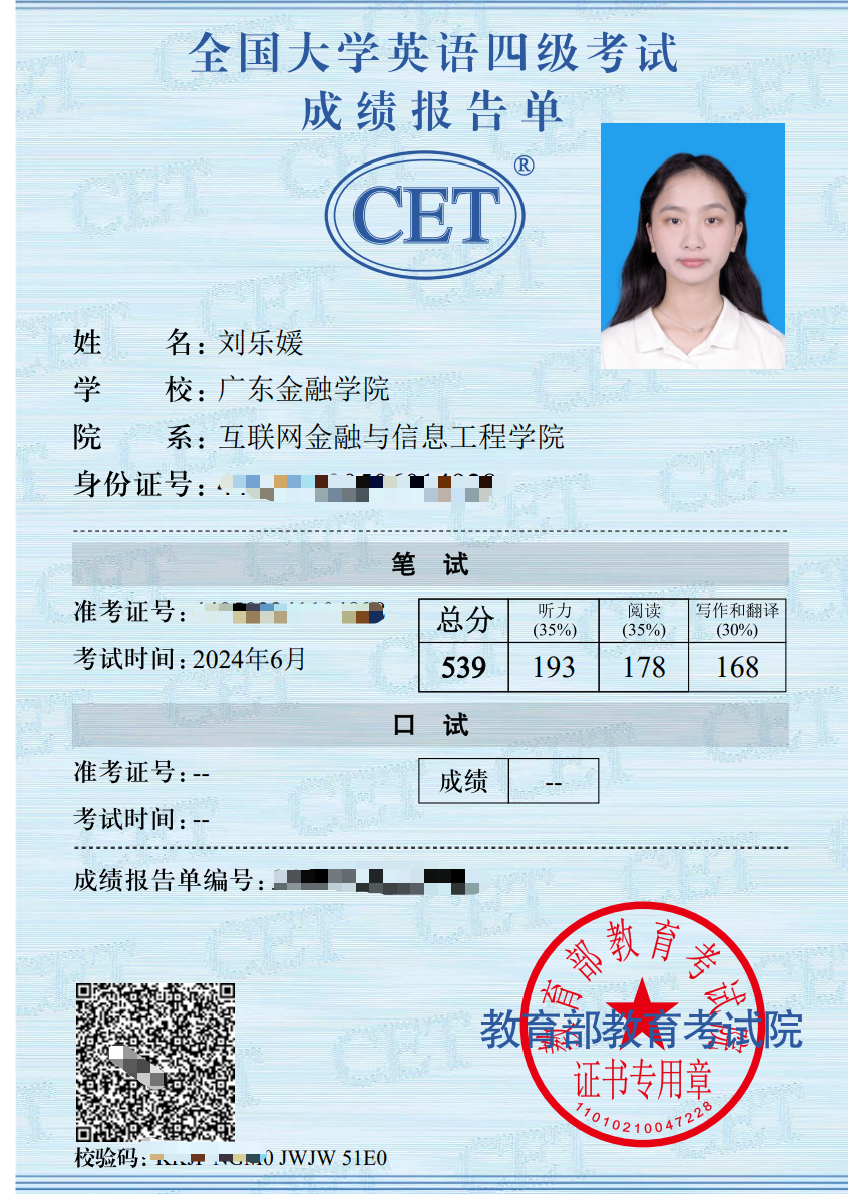 全国大学英语四级考试
成绩报告单
CET®
姓名：刘乐媛
学校：广东金融学院
院系：互联网金融与信息工程学院
身份证号：
笔试
准考证号：
考试时间：2024年6月
总分 听力(35%) 阅读(35%) 写作和翻译(30%)
539 193 178 168
口试
准考证号：--
考试时间：--
成绩 --
成绩报告单编号：
教育部教育考试院
教育部教育考试院
证书专用章
11010210047228
校验码： JWJW 51E0